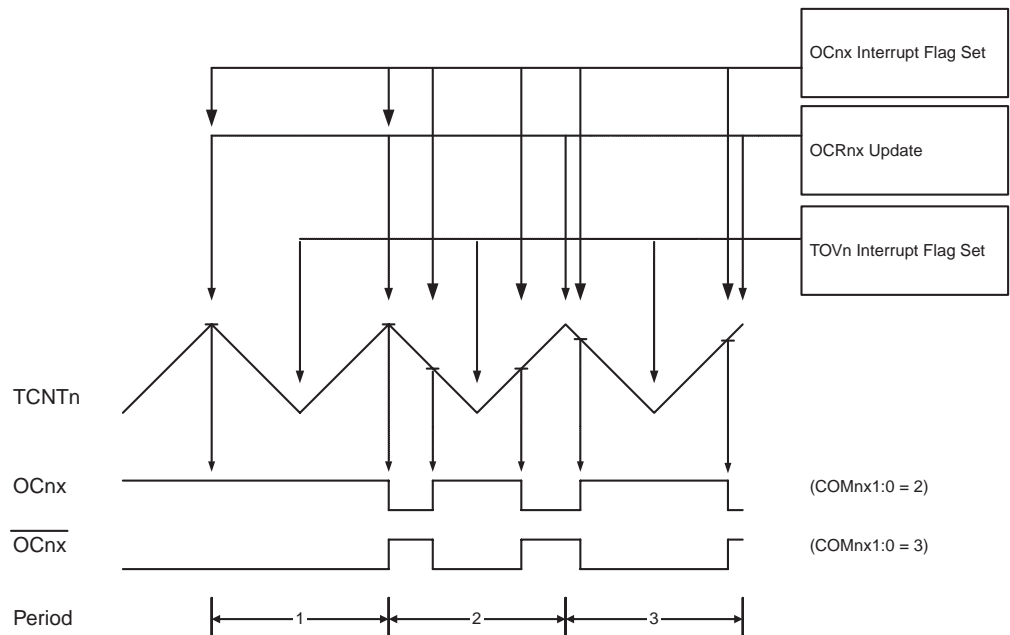 OCnx Interrupt Flag Set
OCRnx Update
TOVn Interrupt Flag Set
TCNTn
OCnx
(COMnx1:0 = 2)
OCnx
(COMnx1:0 = 3)
Period
1
2
3